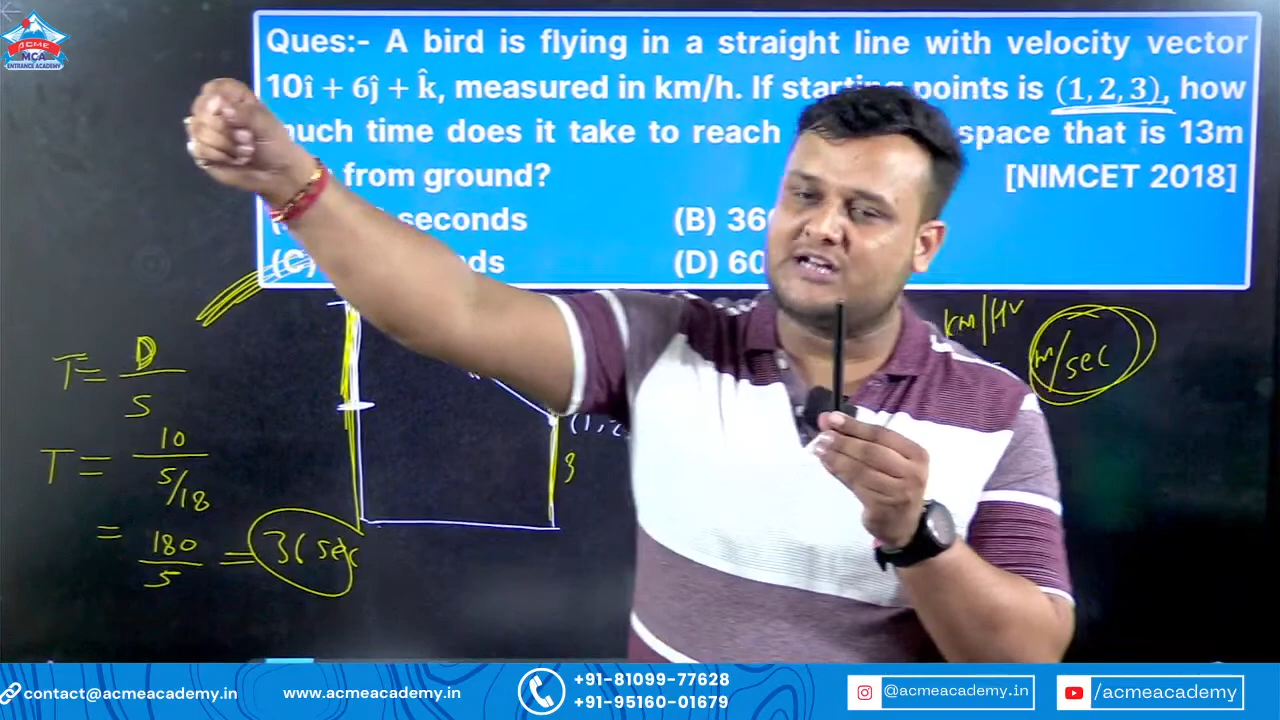 ACME
MCA
ENTRANCE ACADEMY
Ques:- A bird is flying in a straight line with velocity vector
10î + 6ĵ + k̂, measured in km/h. If starting points is (1, 2, 3), how
much time does it take to reach space that is 13m
from ground? [NIMCET 2018]
seconds (B) 36
(C) (D) 60
KM/Hr
m/sec
T = D
S
(1, 2
T = 10
5/18
3
= 180 = 36 sec
5
contact@acmeacademy.in www.acmeacademy.in +91-81099-77628 @acmeacademy.in /acmeacademy
+91-95160-01679